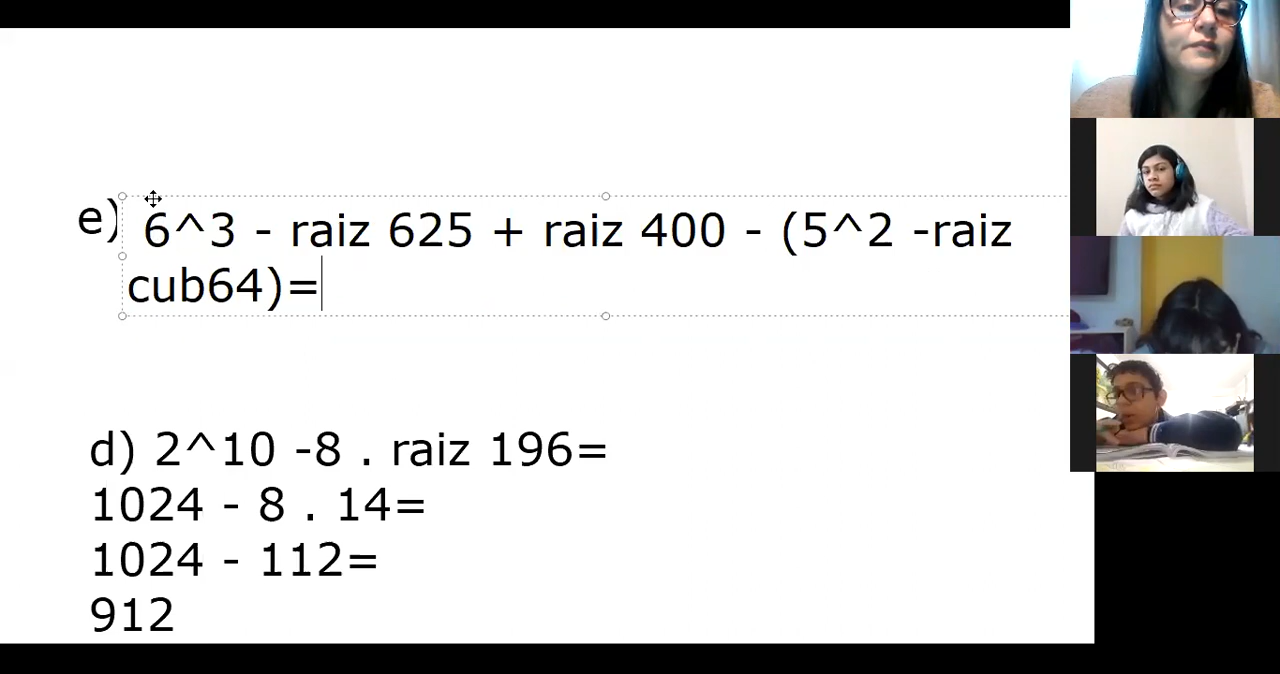 e) 6^3 - raiz 625 + raiz 400 - (5^2 -raiz
cub64)=
d) 2^10 -8 . raiz 196=
1024 - 8 . 14=
1024 - 112=
912